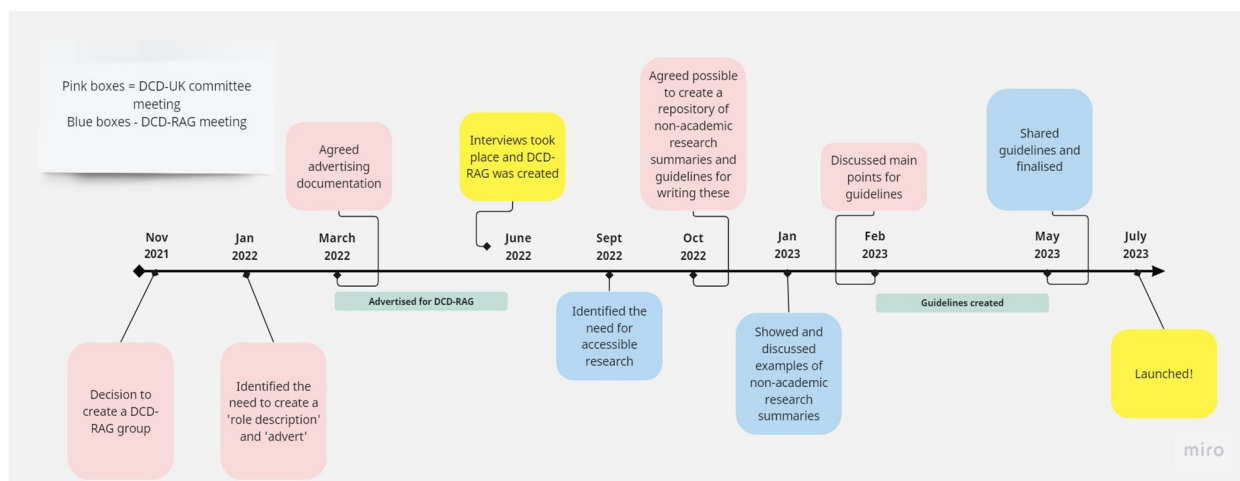 Pink boxes = DCD-UK committee
meeting
Blue boxes - DCD-RAG meeting
Agreed
advertising
documentation
Interviews took
place and DCD-
RAG was created
Agreed possible
to create a
repository of
non-academic
research
summaries and
guidelines for
writing these
Discussed main
points for
guidelines
Shared
guidelines and
finalised
Nov
2021
Jan
2022
March
2022
June
2022
Sept
2022
Oct
2022
Jan
2023
Feb
2023
May
2023
July
2023
Advertised for DCD-RAG
Guidelines created
Decision to
create a DCD-
RAG group
Identified the
need to create a
'role description'
and 'advert'
Identified the
need for
accessible
research
Showed and
discussed
examples of
non-academic
research
summaries
Launched!
miro